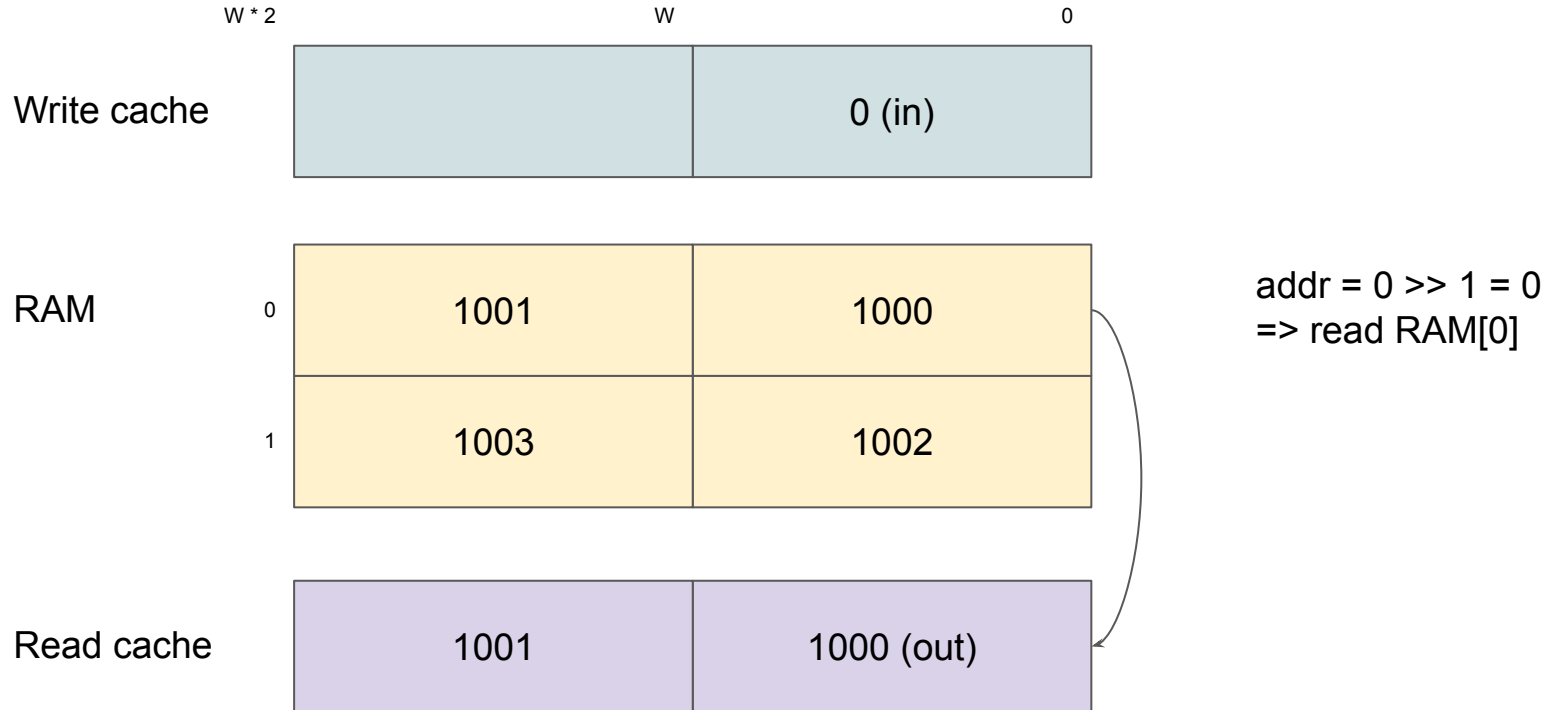 W * 2 W 0
Write cache 0 (in)
RAM 0 1001 1000
addr = 0 >> 1 = 0
=> read RAM[0]
1 1003 1002
Read cache 1001 1000 (out)